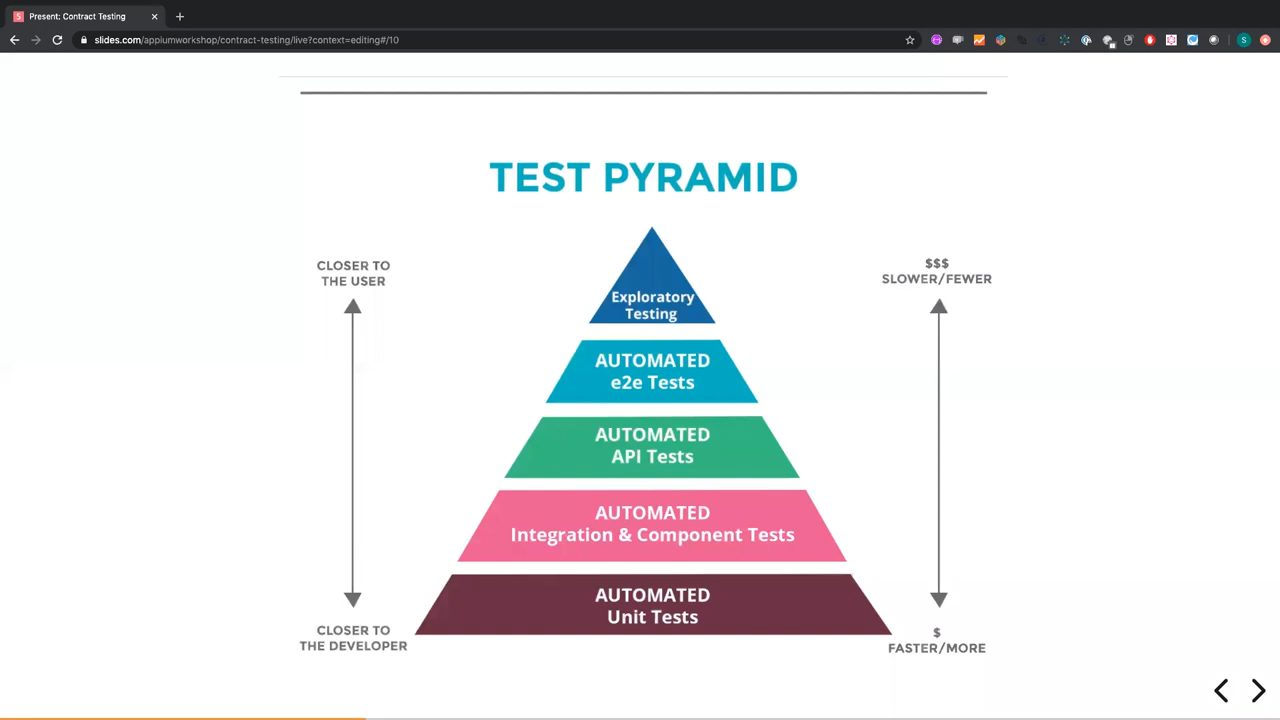 Present: Contract Testing
slides.com/appiumworkshop/contract-testing/live?context=editing#/10
TEST PYRAMID
CLOSER TO
THE USER
$$$
SLOWER/FEWER
Exploratory
Testing
AUTOMATED
e2e Tests
AUTOMATED
API Tests
AUTOMATED
Integration & Component Tests
AUTOMATED
Unit Tests
CLOSER TO
THE DEVELOPER
$
FASTER/MORE